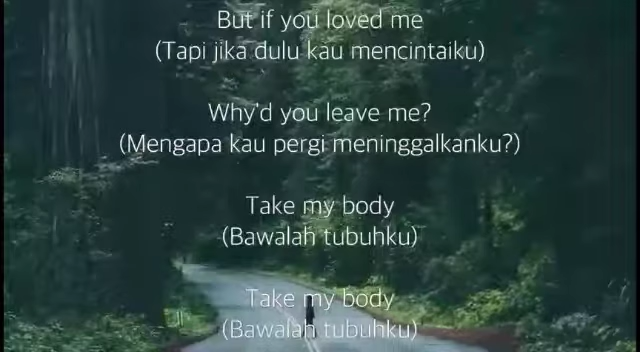 But if you loved me
(Tapi jika dulu kau mencintaiku)
Why'd you leave me?
(Mengapa kau pergi meninggalkanku?)
Take my body
(Bawalah tubuhku)
Take my body
(Bawalah tubuhku)